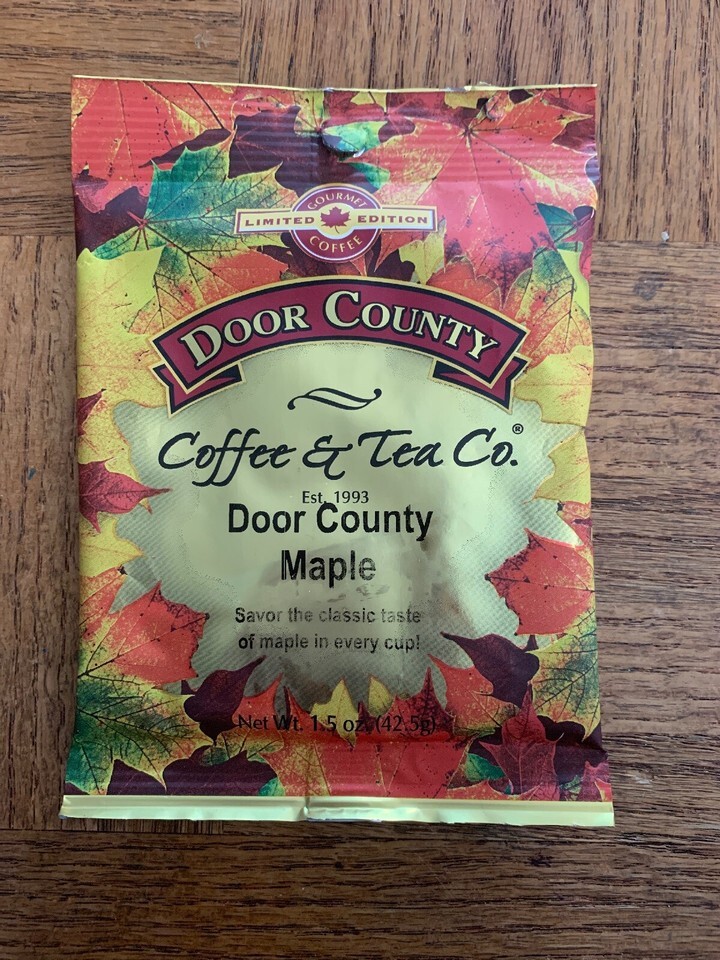 GOURMET
LIMITED EDITION
COFFEE
DOOR COUNTY
Coffee & Tea Co.®
Est. 1993
Door County
Maple
Savor the classic taste
of maple in every cup!
Net Wt. 1.5 oz. (42.5g)